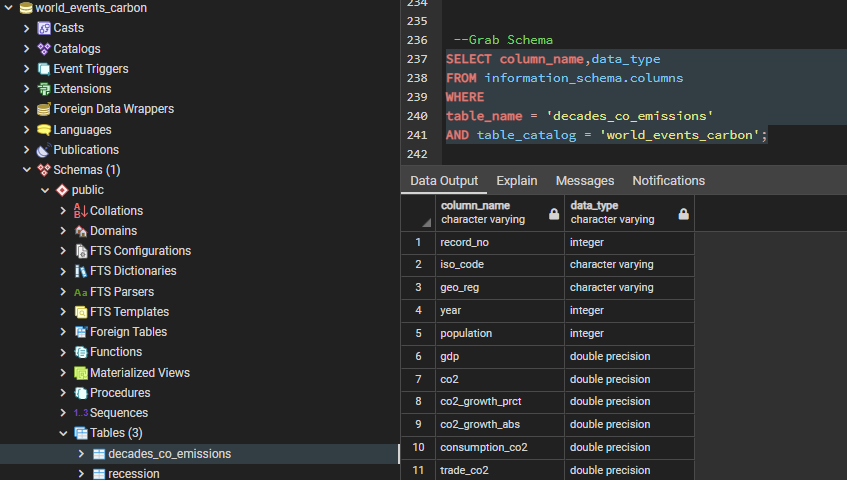 world_events_carbon
Casts
Catalogs
Event Triggers
Extensions
Foreign Data Wrappers
Languages
Publications
Schemas (1)
public
Collations
Domains
FTS Configurations
FTS Dictionaries
FTS Parsers
FTS Templates
Foreign Tables
Functions
Materialized Views
Procedures
1..3 Sequences
Tables (3)
decades_co_emissions
recession
234
235
236 --Grab Schema
237 SELECT column_name,data_type
238 FROM information_schema.columns
239 WHERE
240 table_name = 'decades_co_emissions'
241 AND table_catalog = 'world_events_carbon';
242
Data Output Explain Messages Notifications
column_name data_type
character varying character varying
1 record_no integer
2 iso_code character varying
3 geo_reg character varying
4 year integer
5 population integer
6 gdp double precision
7 co2 double precision
8 co2_growth_prct double precision
9 co2_growth_abs double precision
10 consumption_co2 double precision
11 trade_co2 double precision